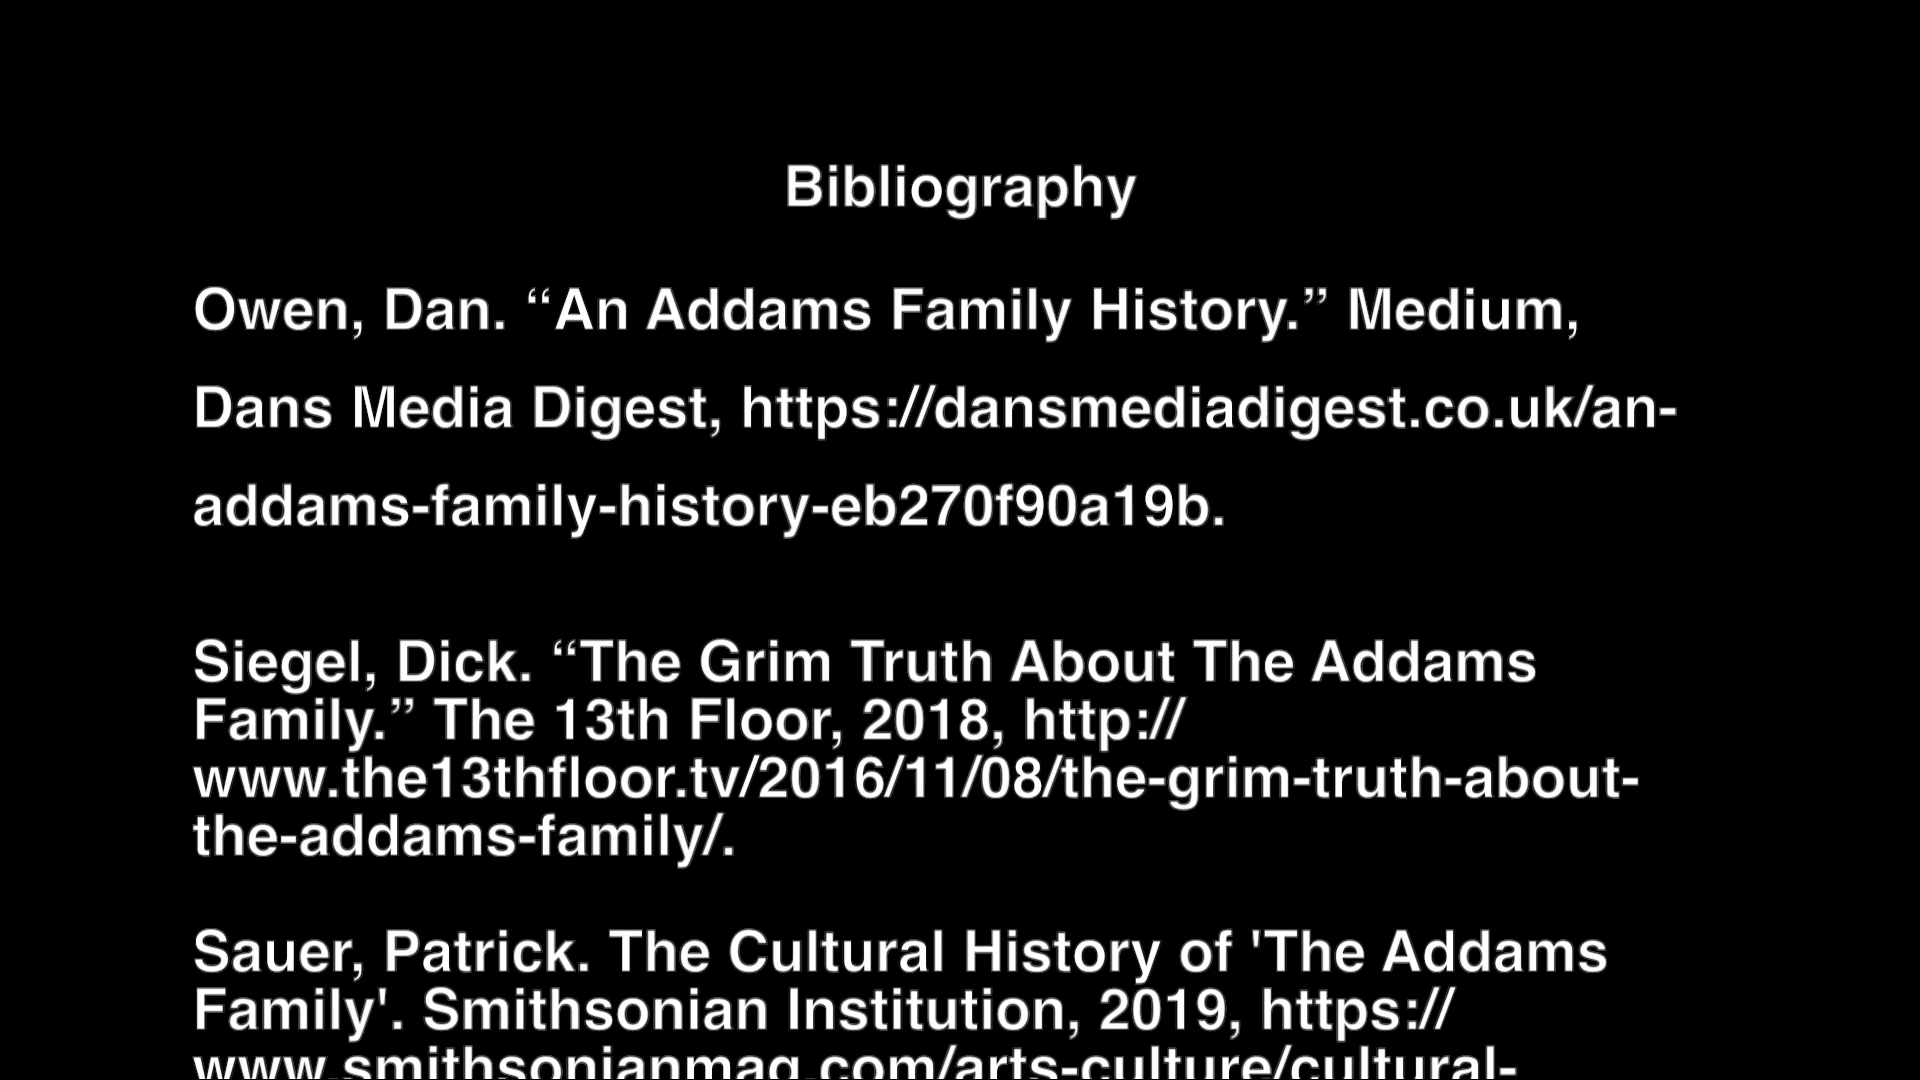 Bibliography
Owen, Dan. “An Addams Family History.” Medium,
Dans Media Digest, https://dansmediadigest.co.uk/an-
addams-family-history-eb270f90a19b.
Siegel, Dick. “The Grim Truth About The Addams
Family.” The 13th Floor, 2018, http://
www.the13thfloor.tv/2016/11/08/the-grim-truth-about-
the-addams-family/.
Sauer, Patrick. The Cultural History of 'The Addams
Family'. Smithsonian Institution, 2019, https://
www.smithsonianmag.com/arts-culture/cultural-